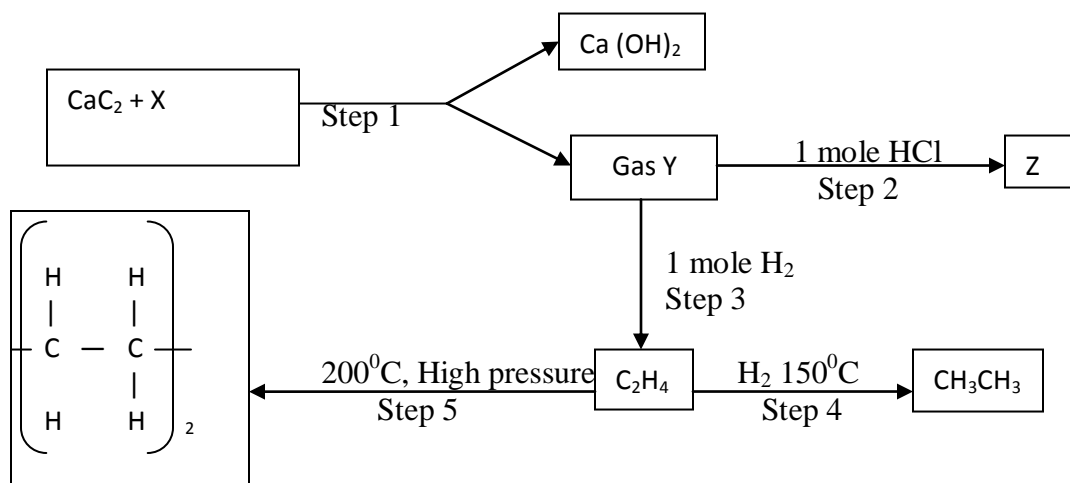 Ca (OH)₂
CaC₂ + X
Step 1
Gas Y
1 mole HCl
Step 2
Z
1 mole H₂
Step 3
H H
C — C
H H
2
200⁰C, High pressure
Step 5
C₂H₄
H₂ 150⁰C
Step 4
CH₃CH₃